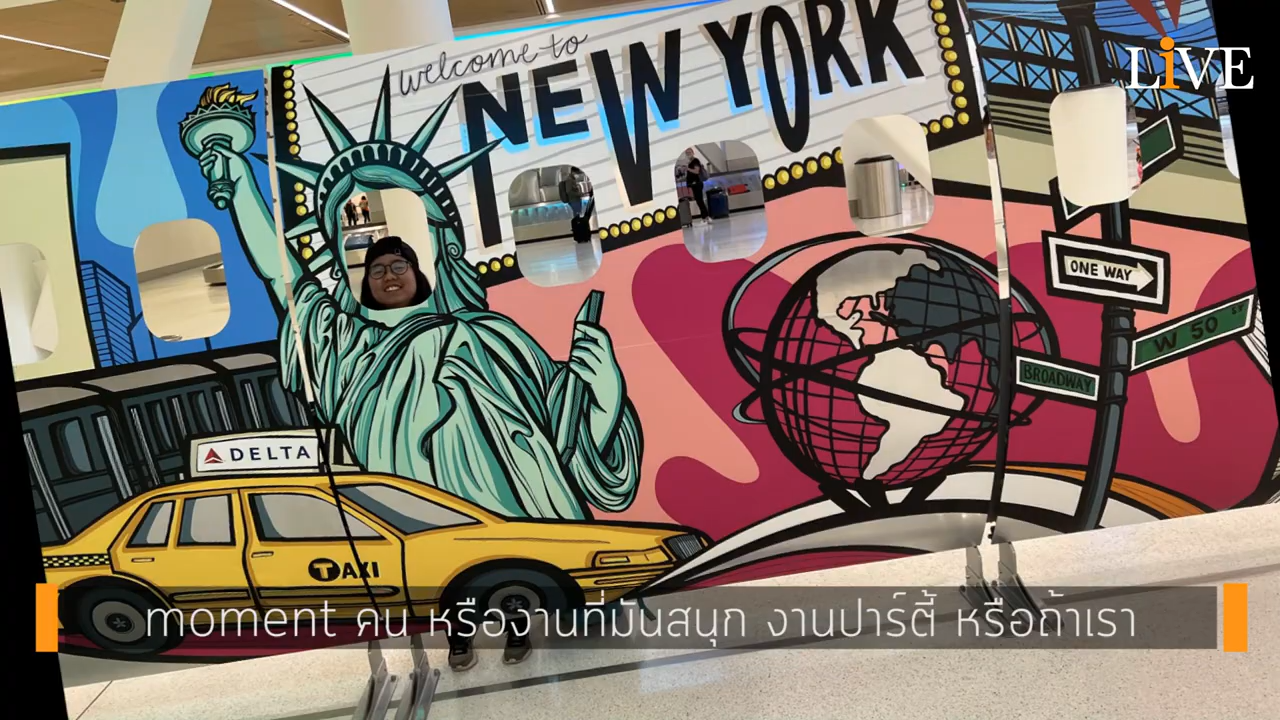 LiVE
welcome to
NEW YORK
ONE WAY
W 50 ST
BROADWAY
DELTA
TAXI
moment คน หรืองานที่มันสนุก งานปาร์ตี้ หรือถ้าเรา